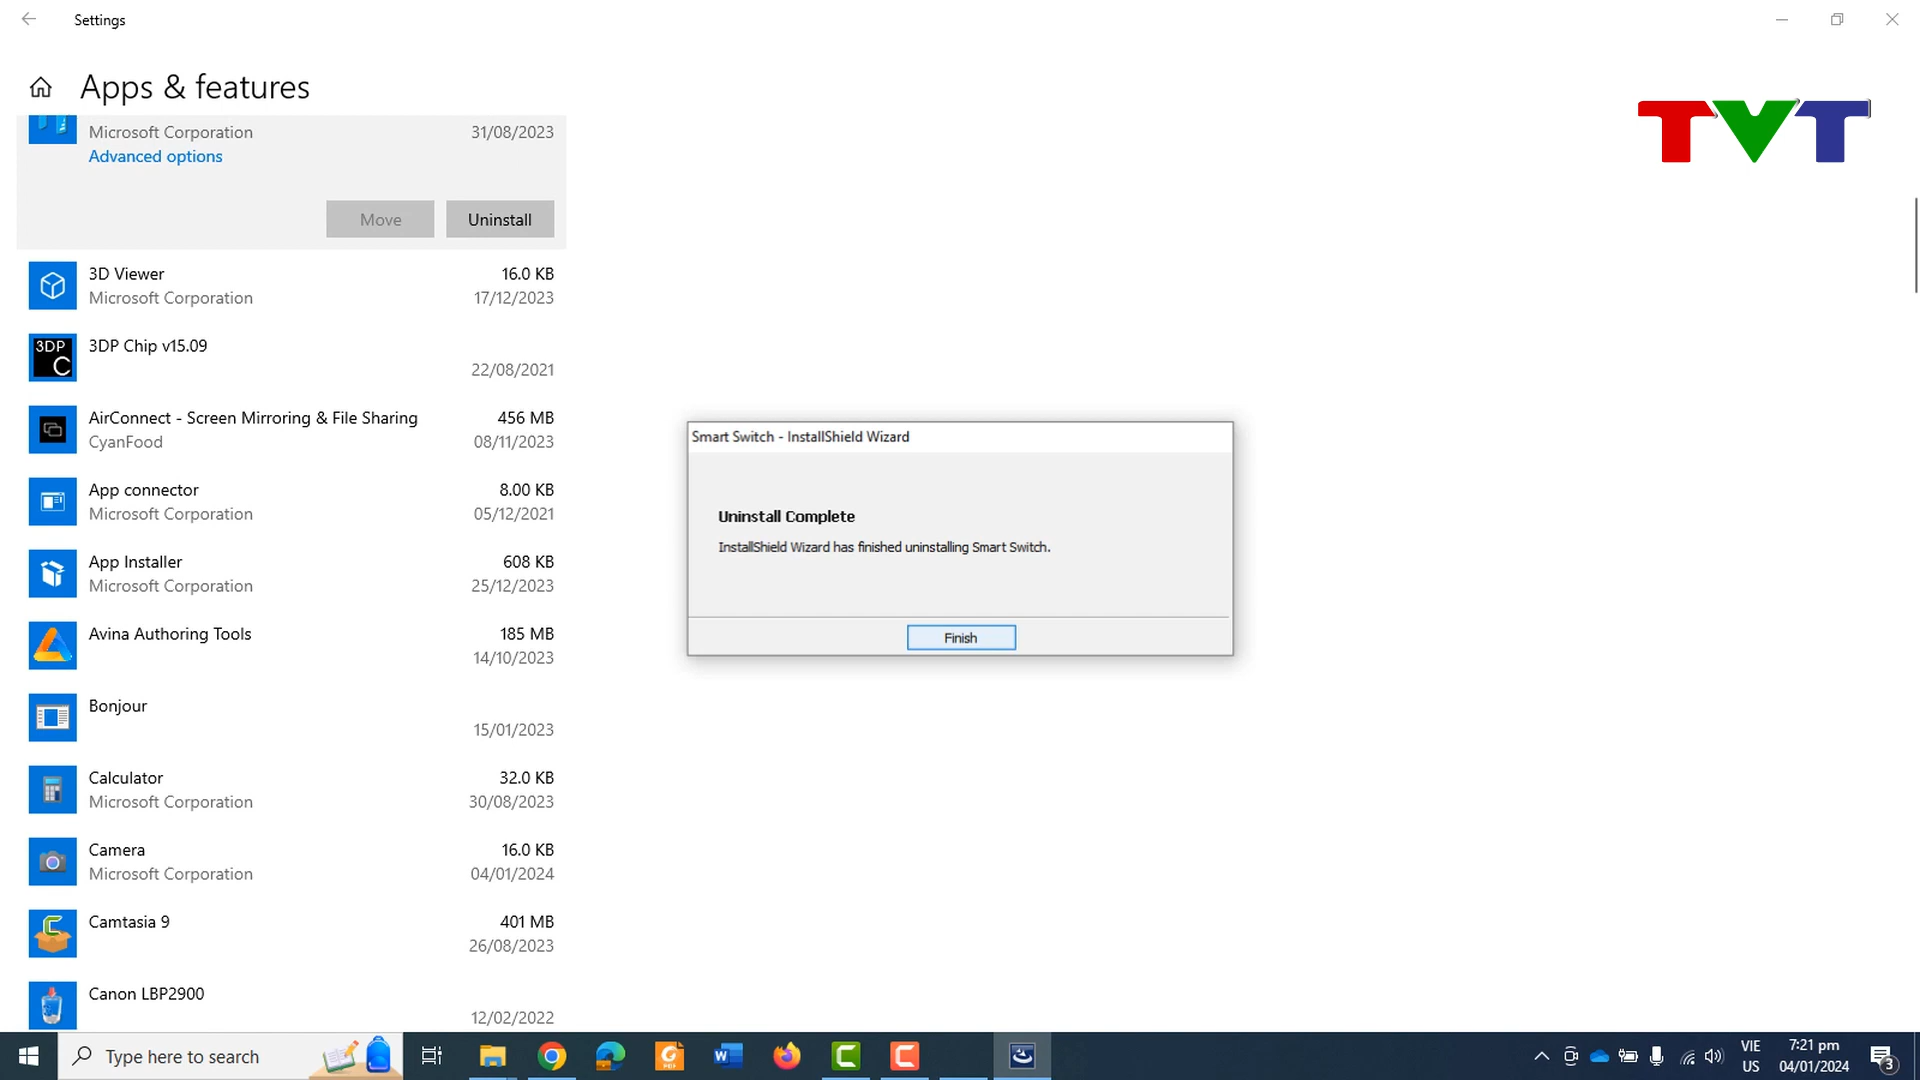 Settings
Apps & features
TVT
Microsoft Corporation 31/08/2023
Advanced options
Move Uninstall
3D Viewer 16.0 KB
Microsoft Corporation 17/12/2023
3DP C
3DP Chip v15.09
22/08/2021
AirConnect - Screen Mirroring & File Sharing 456 MB
CyanFood 08/11/2023
App connector 8.00 KB
Microsoft Corporation 05/12/2021
App Installer 608 KB
Microsoft Corporation 25/12/2023
Avina Authoring Tools 185 MB
14/10/2023
Bonjour
15/01/2023
Calculator 32.0 KB
Microsoft Corporation 30/08/2023
Camera 16.0 KB
Microsoft Corporation 04/01/2024
Camtasia 9 401 MB
26/08/2023
Canon LBP2900
12/02/2022
Smart Switch - InstallShield Wizard
Uninstall Complete
InstallShield Wizard has finished uninstalling Smart Switch.
Finish
Type here to search
VIE
US
7:21 pm
04/01/2024
3